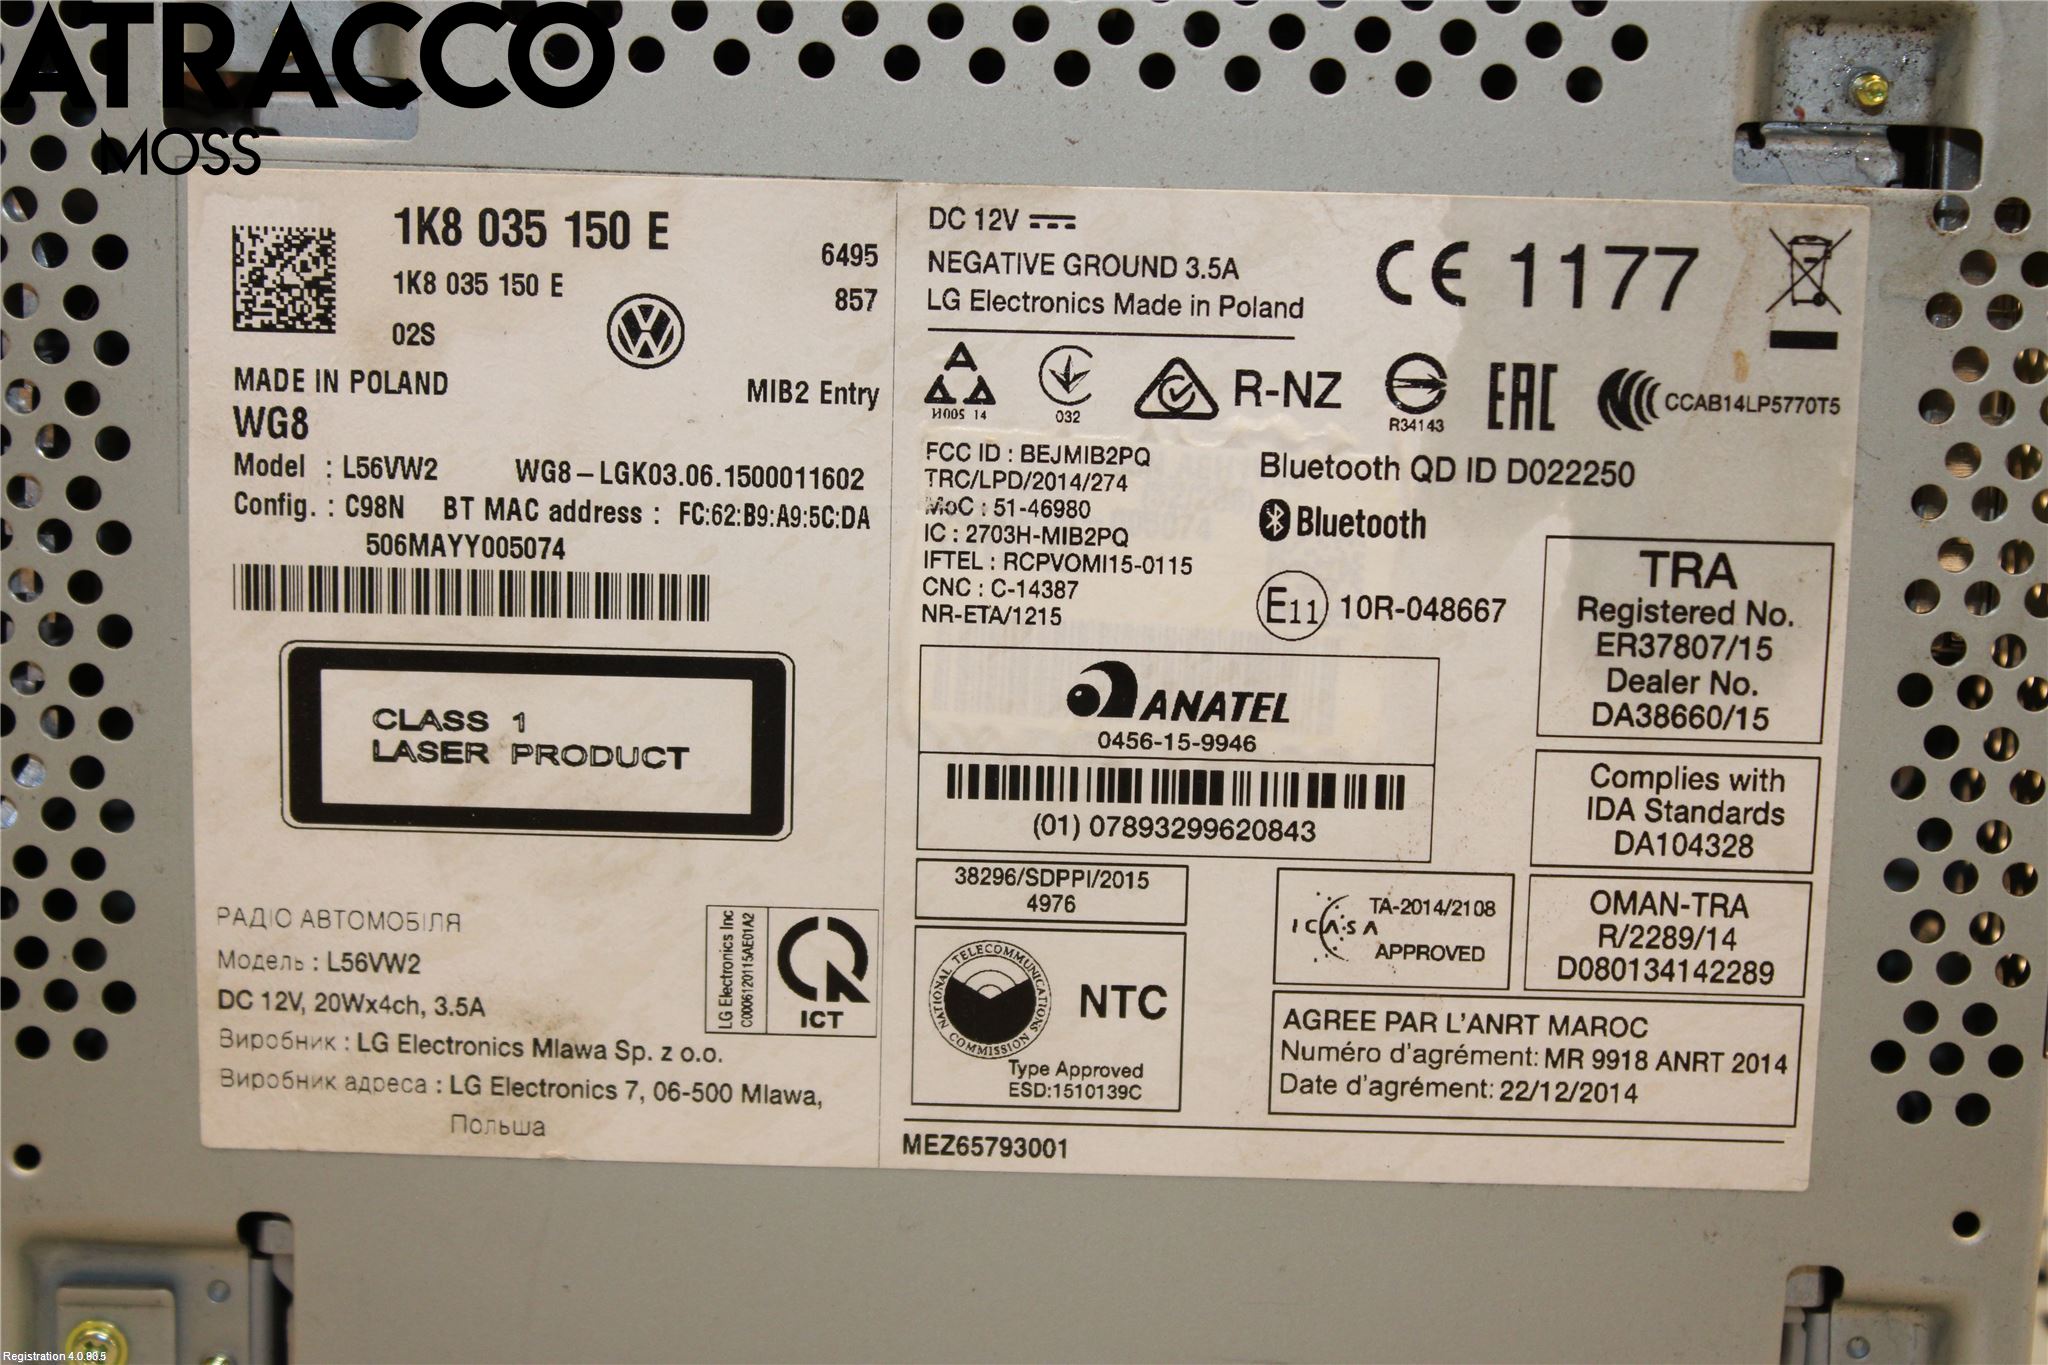 ATRACCO
MOSS
1K8 035 150 E
6495
1K8 035 150 E
857
02S
MADE IN POLAND
MIB2 Entry
WG8
Model : L56VW2 WG8-LGK03.06.1500011602
Config. : C98N BT MAC address : FC:62:B9:A9:5C:DA
506MAYY005074
CLASS 1
LASER PRODUCT
РАДІО АВТОМОБІЛЯ
Модель : L56VW2
DC 12V, 20Wx4ch, 3.5A
Виробник : LG Electronics Mlawa Sp. z o.o.
Виробник адреса : LG Electronics 7, 06-500 Mlawa,
Польша
LG Electronics Inc
C0006120115AE01A2
ICT
DC 12V
NEGATIVE GROUND 3.5A
LG Electronics Made in Poland
CE 1177
A
И005 14
032
R-NZ
R34143
EAC
CCAB14LP5770T5
FCC ID : BEJMIB2PQ
TRC/LPD/2014/274
MoC : 51-46980
IC : 2703H-MIB2PQ
IFTEL : RCPVOMI15-0115
CNC : C-14387
NR-ETA/1215
Bluetooth QD ID D022250
Bluetooth
E11 10R-048667
TRA
Registered No.
ER37807/15
Dealer No.
DA38660/15
ANATEL
0456-15-9946
(01) 07893299620843
Complies with
IDA Standards
DA104328
38296/SDPPI/2015
4976
ICASA
TA-2014/2108
APPROVED
OMAN-TRA
R/2289/14
D080134142289
NATIONAL TELECOMMUNICATIONS COMMISSION
NTC
Type Approved
ESD:1510139C
AGREE PAR L'ANRT MAROC
Numéro d'agrément: MR 9918 ANRT 2014
Date d'agrément: 22/12/2014
MEZ65793001